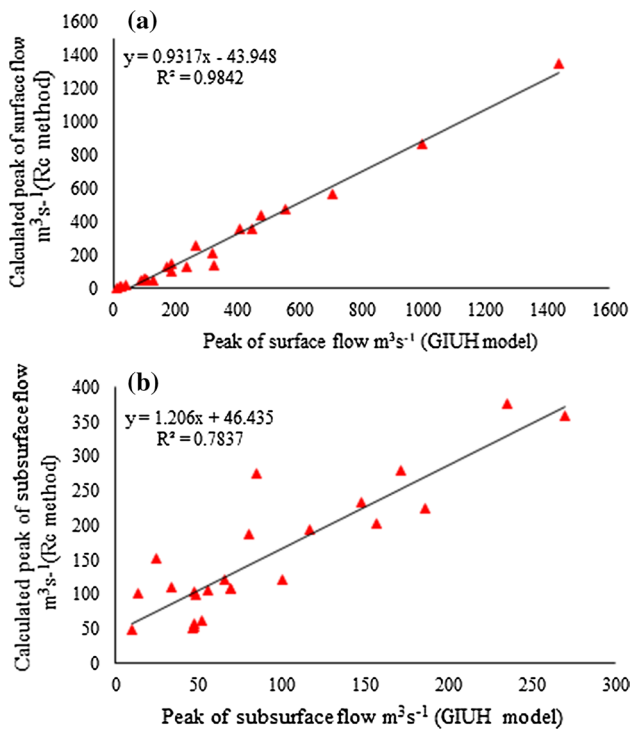 (a)
y = 0.9317x - 43.948
R² = 0.9842
Calculated peak of surface flow
m³s-¹(Rc method)
1600
1400
1200
1000
800
600
400
200
0
0 200 400 600 800 1000 1200 1400 1600
Peak of surface flow m³s⁻¹ (GIUH model)
(b)
y = 1.206x + 46.435
R² = 0.7837
Calculated peak of subsurface flow
m³s-¹(Rc method)
400
350
300
250
200
150
100
50
0
0 50 100 150 200 250 300
Peak of subsurface flow m³s⁻¹ (GIUH model)